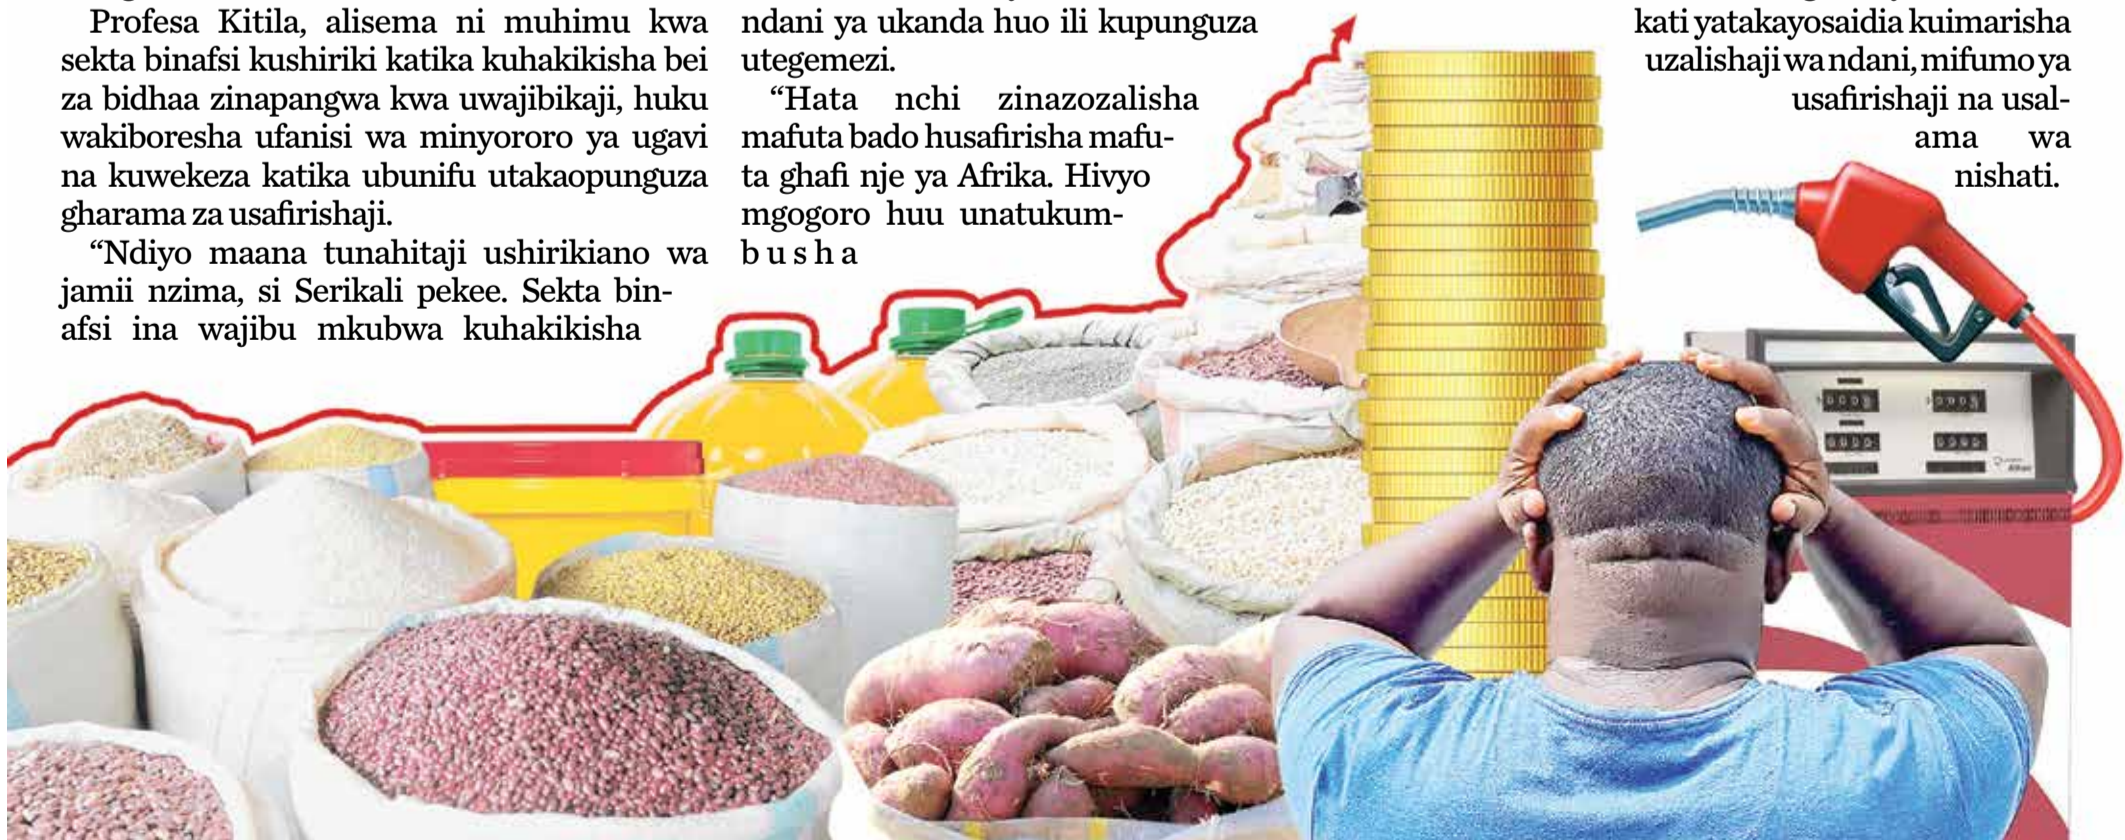 Profesa Kitila, alisema ni muhimu kwa
sekta binafsi kushiriki katika kuhakikisha bei
za bidhaa zinapangwa kwa uwajibikaji, huku
wakiboresha ufanisi wa minyororo ya ugavi
na kuwekeza katika ubunifu utakaopunguza
gharama za usafirishaji.
“Ndiyo maana tunahitaji ushirikiano wa
jamii nzima, si Serikali pekee. Sekta bin-
afsi ina wajibu mkubwa kuhakikisha
ndani ya ukanda huo ili kupunguza
utegemezi.
“Hata nchi zinazozalisha
mafuta bado husafirisha mafu-
ta ghafi nje ya Afrika. Hivyo
mgogoro huu unatukum-
busha
kati yatakayosaidia kuimarisha
uzalishaji wa ndani, mifumo ya
usafirishaji na usal-
ama wa
nishati.